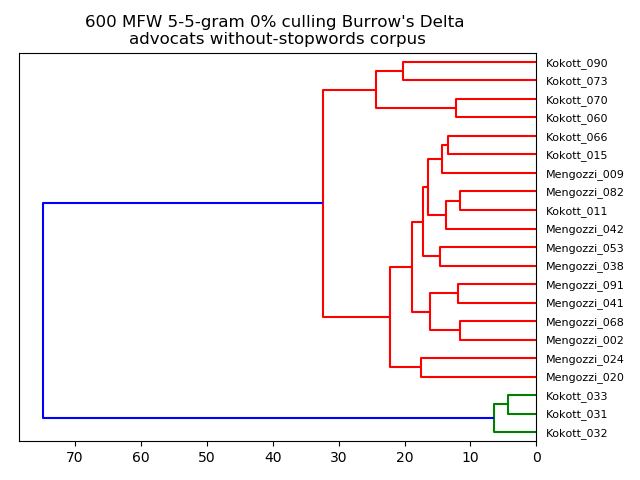 600 MFW 5-5-gram 0% culling Burrow's Delta
advocats without-stopwords corpus
Kokott_090
Kokott_073
Kokott_070
Kokott_060
Kokott_066
Kokott_015
Mengozzi_009
Mengozzi_082
Kokott_011
Mengozzi_042
Mengozzi_053
Mengozzi_038
Mengozzi_091
Mengozzi_041
Mengozzi_068
Mengozzi_002
Mengozzi_024
Mengozzi_020
Kokott_033
Kokott_031
Kokott_032
70 60 50 40 30 20 10 0